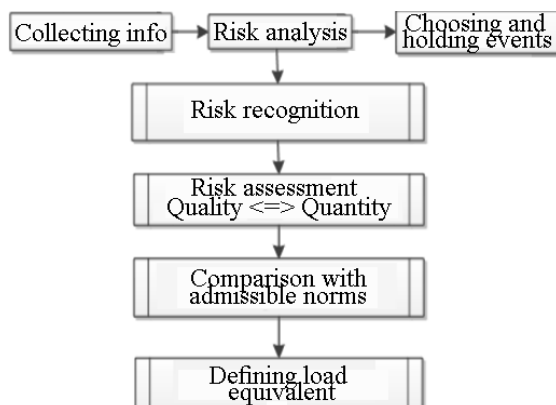 Collecting info
Risk analysis
Choosing and
holding events
Risk recognition
Risk assessment
Quality <=> Quantity
Comparison with
admissible norms
Defining load
equivalent